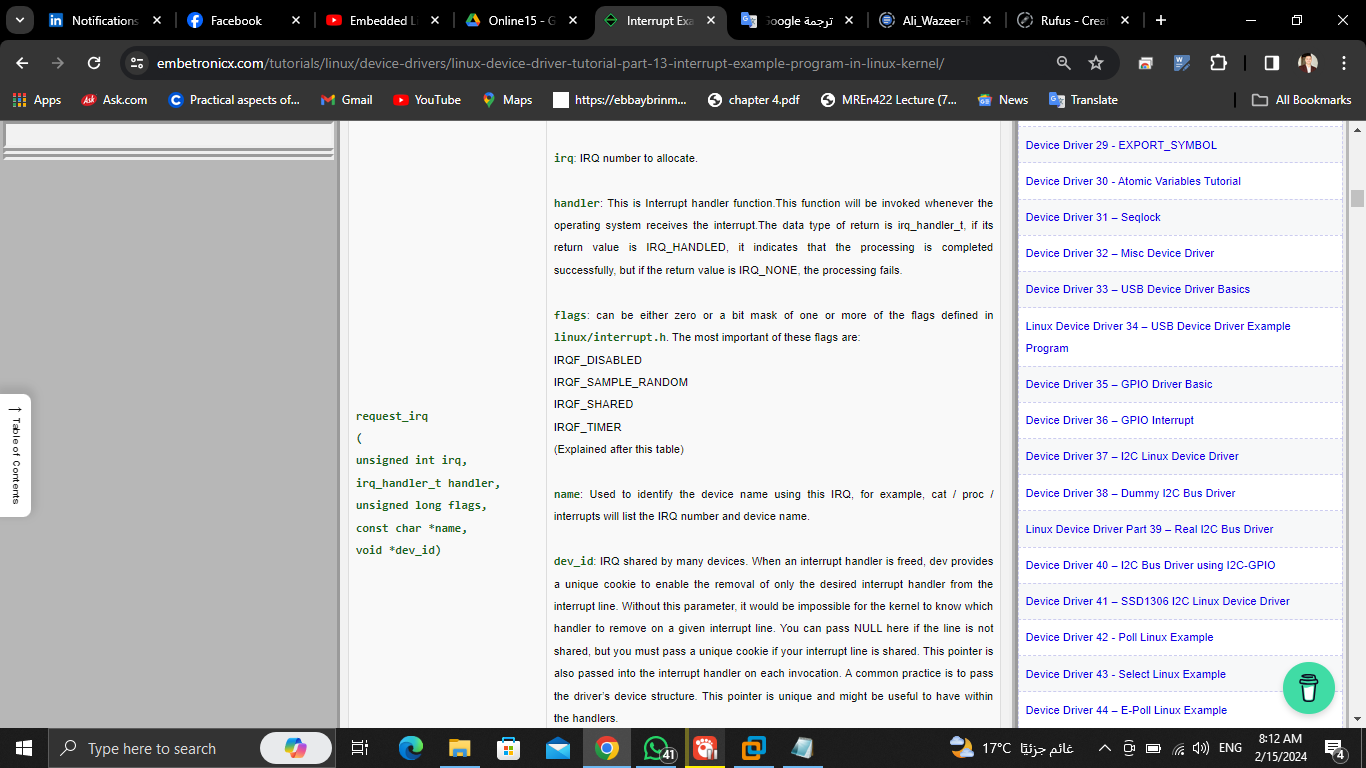 Notifications
Facebook
Embedded Li
Online15 - G
Interrupt Exa
ترجمة Google
Ali_Wazeer-R
Rufus - Creat
embetronicx.com/tutorials/linux/device-drivers/linux-device-driver-tutorial-part-13-interrupt-example-program-in-linux-kernel/
Apps
Ask.com
Practical aspects of...
Gmail
YouTube
Maps
https://ebbaybrinm...
chapter 4.pdf
MREn422 Lecture (7...
News
Translate
All Bookmarks
Table of Contents
request_irq
(
unsigned int irq,
irq_handler_t handler,
unsigned long flags,
const char *name,
void *dev_id)
irq: IRQ number to allocate.
handler: This is Interrupt handler function.This function will be invoked whenever the
operating system receives the interrupt.The data type of return is irq_handler_t, if its
return value is IRQ_HANDLED, it indicates that the processing is completed
successfully, but if the return value is IRQ_NONE, the processing fails.
flags: can be either zero or a bit mask of one or more of the flags defined in
linux/interrupt.h. The most important of these flags are:
IRQF_DISABLED
IRQF_SAMPLE_RANDOM
IRQF_SHARED
IRQF_TIMER
(Explained after this table)
name: Used to identify the device name using this IRQ, for example, cat / proc /
interrupts will list the IRQ number and device name.
dev_id: IRQ shared by many devices. When an interrupt handler is freed, dev provides
a unique cookie to enable the removal of only the desired interrupt handler from the
interrupt line. Without this parameter, it would be impossible for the kernel to know which
handler to remove on a given interrupt line. You can pass NULL here if the line is not
shared, but you must pass a unique cookie if your interrupt line is shared. This pointer is
also passed into the interrupt handler on each invocation. A common practice is to pass
the driver's device structure. This pointer is unique and might be useful to have within
the handlers.
Device Driver 29 - EXPORT_SYMBOL
Device Driver 30 - Atomic Variables Tutorial
Device Driver 31 – Seqlock
Device Driver 32 – Misc Device Driver
Device Driver 33 – USB Device Driver Basics
Linux Device Driver 34 – USB Device Driver Example
Program
Device Driver 35 – GPIO Driver Basic
Device Driver 36 – GPIO Interrupt
Device Driver 37 – I2C Linux Device Driver
Device Driver 38 – Dummy I2C Bus Driver
Linux Device Driver Part 39 – Real I2C Bus Driver
Device Driver 40 – I2C Bus Driver using I2C-GPIO
Device Driver 41 – SSD1306 I2C Linux Device Driver
Device Driver 42 - Poll Linux Example
Device Driver 43 - Select Linux Example
Device Driver 44 – E-Poll Linux Example
Type here to search
41
17°C غائم جزئيًا
ENG
8:12 AM
2/15/2024
4